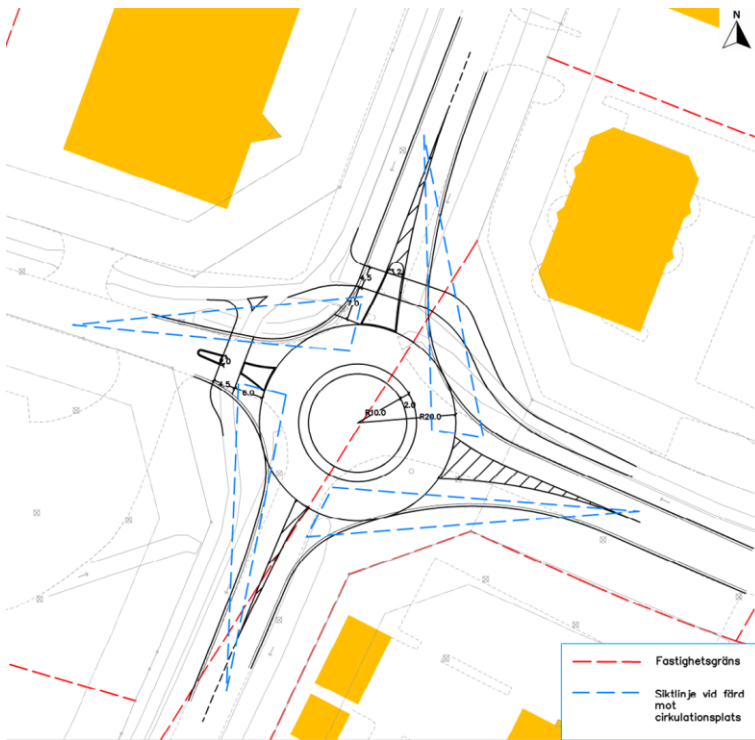 N
4.5
3.2
7.0
2.0
4.5
6.0
R10.0
2.0
R20.0
Fastighetsgräns
Siktlinje vid färd
mot
cirkulationsplats